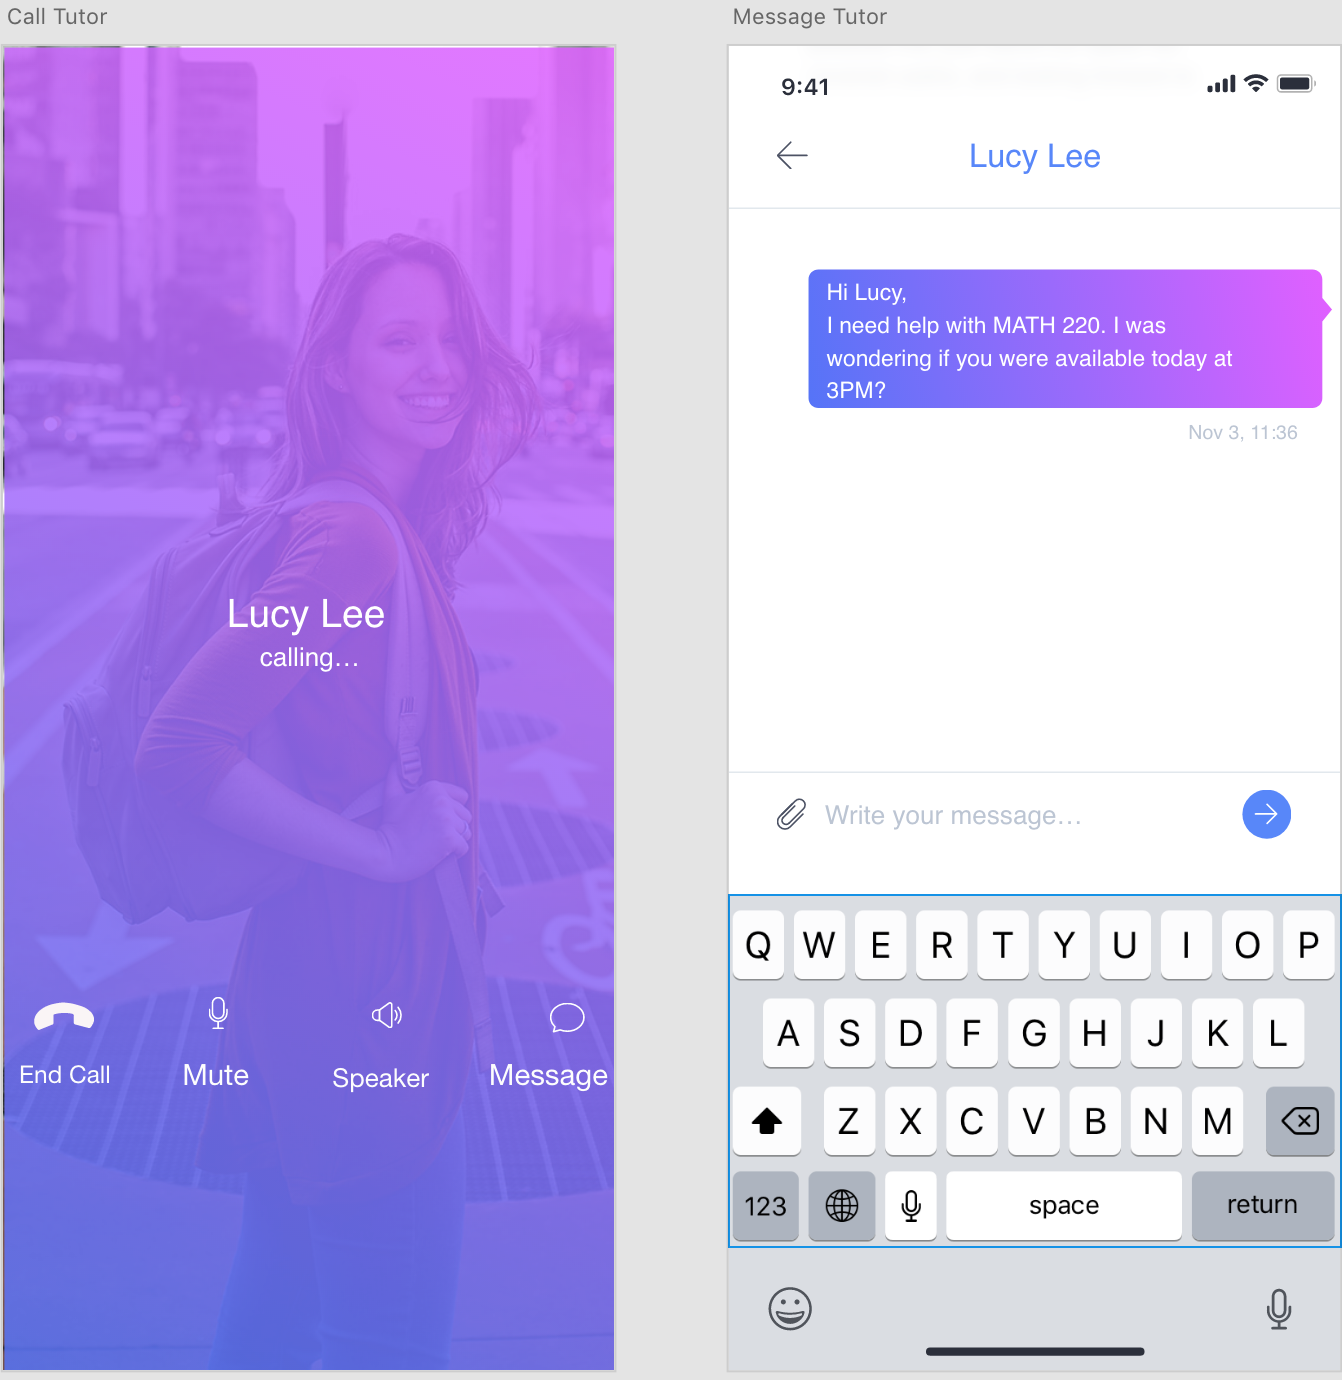 Call Tutor
Message Tutor
Lucy Lee
calling...
End Call
Mute
Speaker
Message
9:41
Lucy Lee
Hi Lucy,
I need help with MATH 220. I was
wondering if you were available today at
3PM?
Nov 3, 11:36
Write your message...
Q W E R T Y U I O P
A S D F G H J K L
Z X C V B N M
123 space return